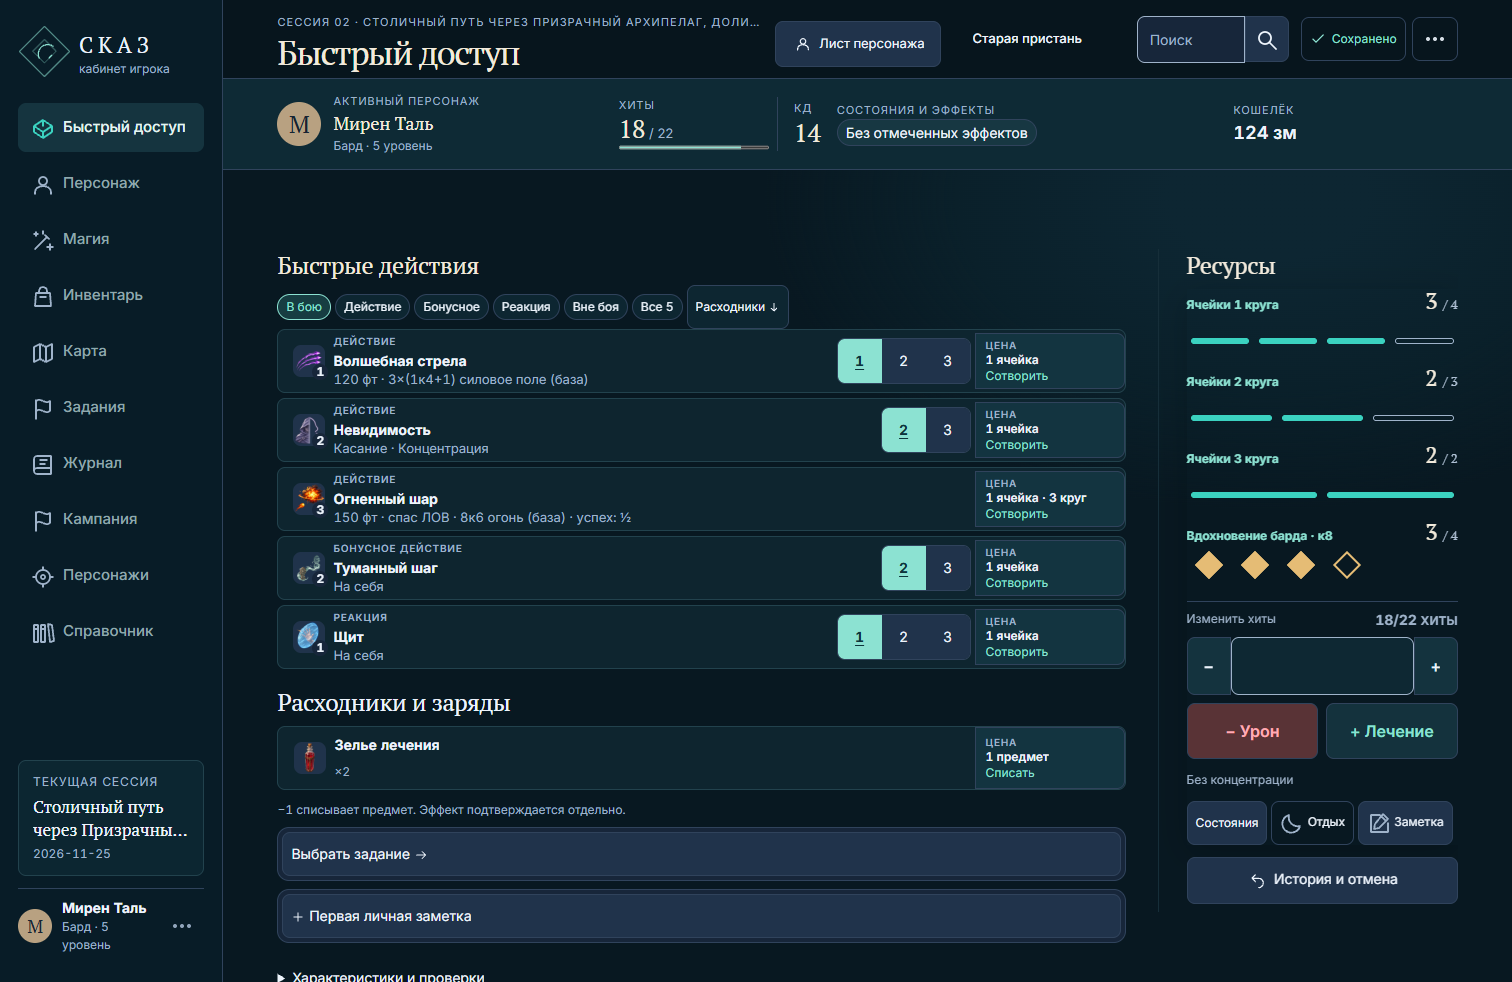 СКАЗ
кабинет игрока
Быстрый доступ
Персонаж
Магия
Инвентарь
Карта
Задания
Журнал
Кампания
Персонажи
Справочник
ТЕКУЩАЯ СЕССИЯ
Столичный путь
через Призрачны...
2026-11-25
М
Мирен Таль
Бард · 5
уровень
СЕССИЯ 02 · СТОЛИЧНЫЙ ПУТЬ ЧЕРЕЗ ПРИЗРАЧНЫЙ АРХИПЕЛАГ, ДОЛИ...
Быстрый доступ
Лист персонажа
Старая пристань
Поиск
Сохранено
М
АКТИВНЫЙ ПЕРСОНАЖ
Мирен Таль
Бард · 5 уровень
ХИТЫ
18 / 22
КД
14
СОСТОЯНИЯ И ЭФФЕКТЫ
Без отмеченных эффектов
КОШЕЛЁК
124 зм
Быстрые действия
В бою
Действие
Бонусное
Реакция
Вне боя
Все 5
Расходники ↓
1
ДЕЙСТВИЕ
Волшебная стрела
120 фт · 3×(1к4+1) силовое поле (база)
1 2 3
ЦЕНА
1 ячейка
Сотворить
2
ДЕЙСТВИЕ
Невидимость
Касание · Концентрация
2 3
ЦЕНА
1 ячейка
Сотворить
3
ДЕЙСТВИЕ
Огненный шар
150 фт · спас ЛОВ · 8к6 огонь (база) · успех: ½
ЦЕНА
1 ячейка · 3 круг
Сотворить
2
БОНУСНОЕ ДЕЙСТВИЕ
Туманный шаг
На себя
2 3
ЦЕНА
1 ячейка
Сотворить
1
РЕАКЦИЯ
Щит
На себя
1 2 3
ЦЕНА
1 ячейка
Сотворить
Расходники и заряды
Зелье лечения
×2
ЦЕНА
1 предмет
Списать
−1 списывает предмет. Эффект подтверждается отдельно.
Выбрать задание →
+ Первая личная заметка
▶ Характеристики и проверки
Ресурсы
Ячейки 1 круга 3 / 4
Ячейки 2 круга 2 / 3
Ячейки 3 круга 2 / 2
Вдохновение барда · к8 3 / 4
Изменить хиты 18/22 хиты
− +
− Урон
+ Лечение
Без концентрации
Состояния
Отдых
Заметка
История и отмена